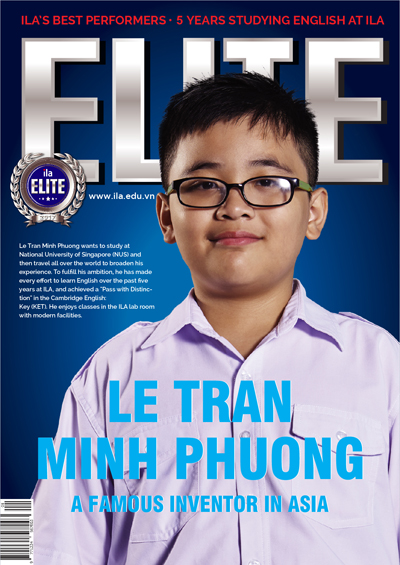 ILA'S BEST PERFORMERS • 5 YEARS STUDYING ENGLISH AT ILA
ELITE
ila
ELITE
www.ila.edu.vn
Le Tran Minh Phuong wants to study at
National University of Singapore (NUS) and
then travel all over the world to broaden his
experience. To fulfill his ambition, he has made
every effort to learn English over the past five
years at ILA, and achieved a "Pass with Distinc-
tion" in the Cambridge English:
Key (KET). He enjoys classes in the ILA lab room
with modern facilities.
LE TRAN
MINH PHUONG
A FAMOUS INVENTOR IN ASIA